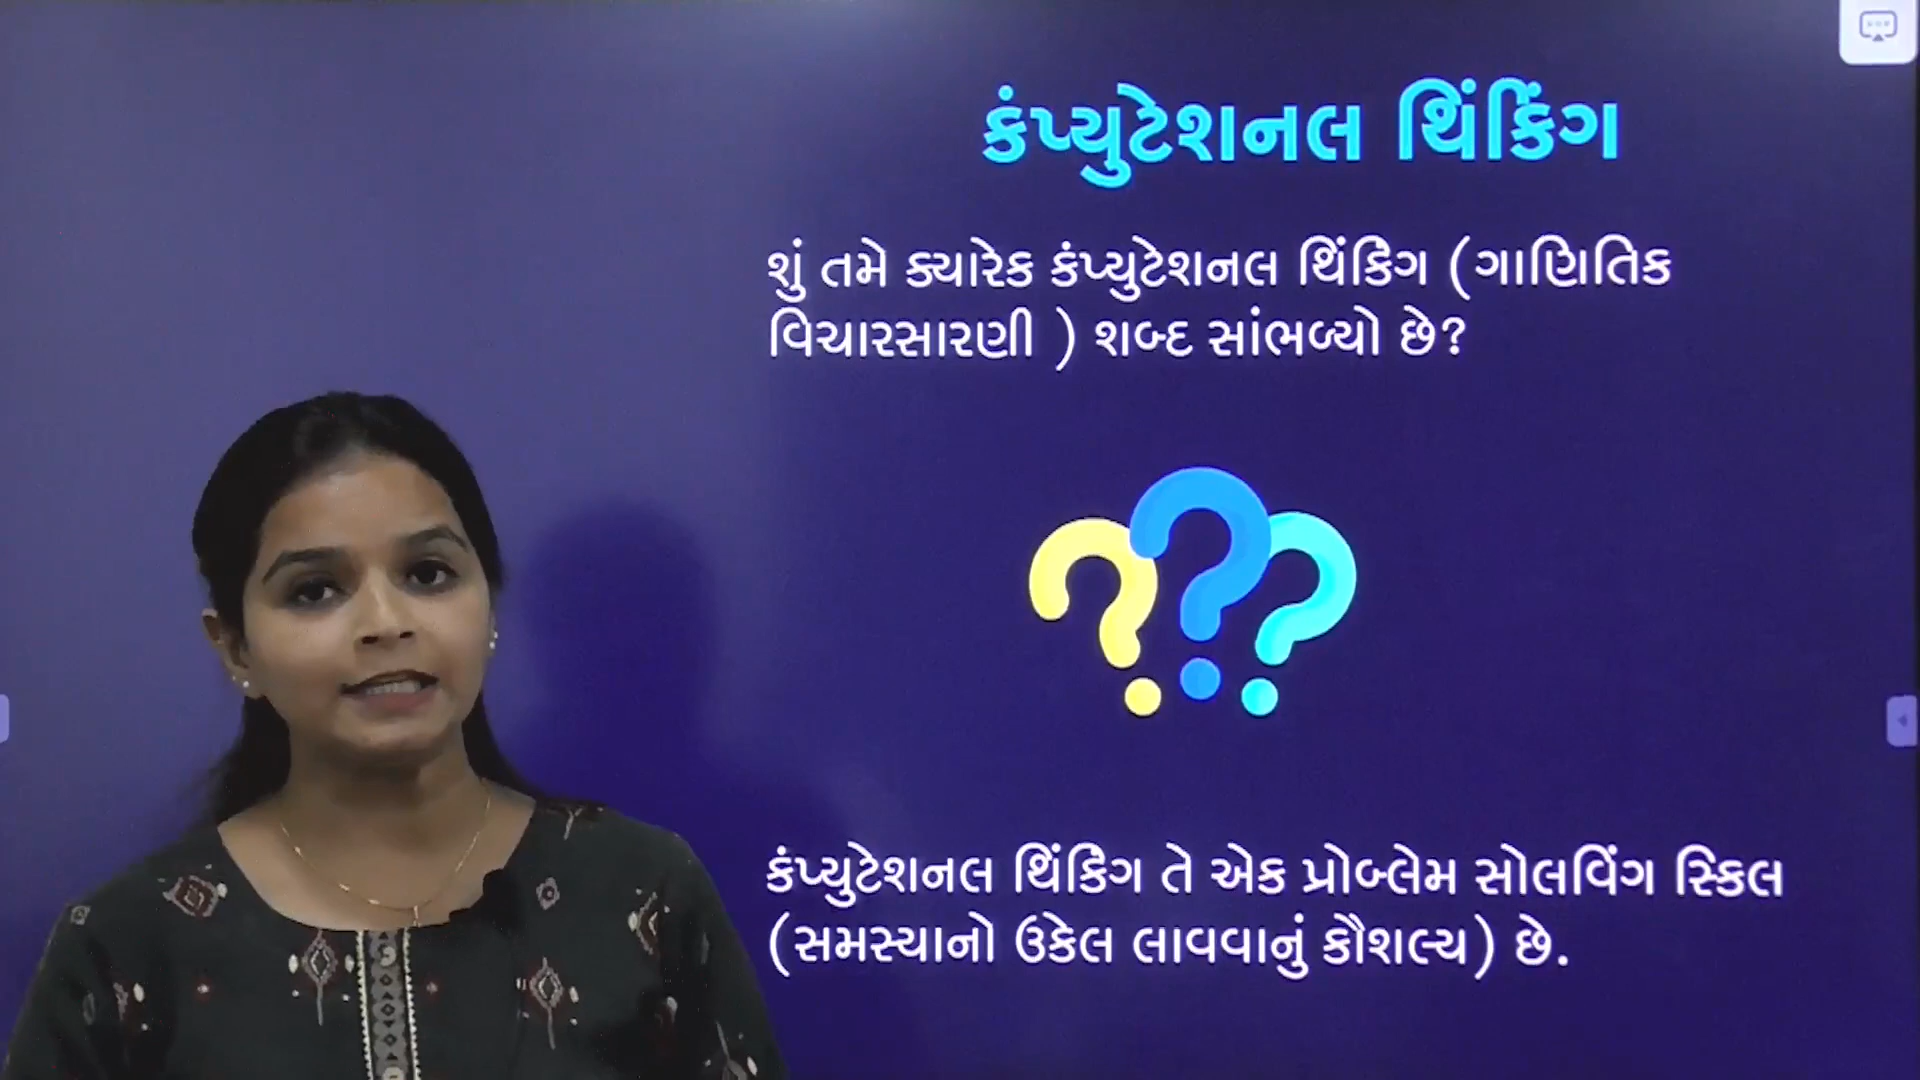 કંપ્યુટેશનલ થિંકિંગ
શું તમે ક્યારેક કંપ્યુટેશનલ થિંકિગ (ગાણિતિક
વિચારસારણી ) શબ્દ સાંભળ્યો છે?
કંપ્યુટેશનલ થિંકિગ તે એક પ્રોબ્લેમ સોલવિંગ સ્કિલ
(સમસ્યાનો ઉકેલ લાવવાનું કૌશલ્ય) છે.